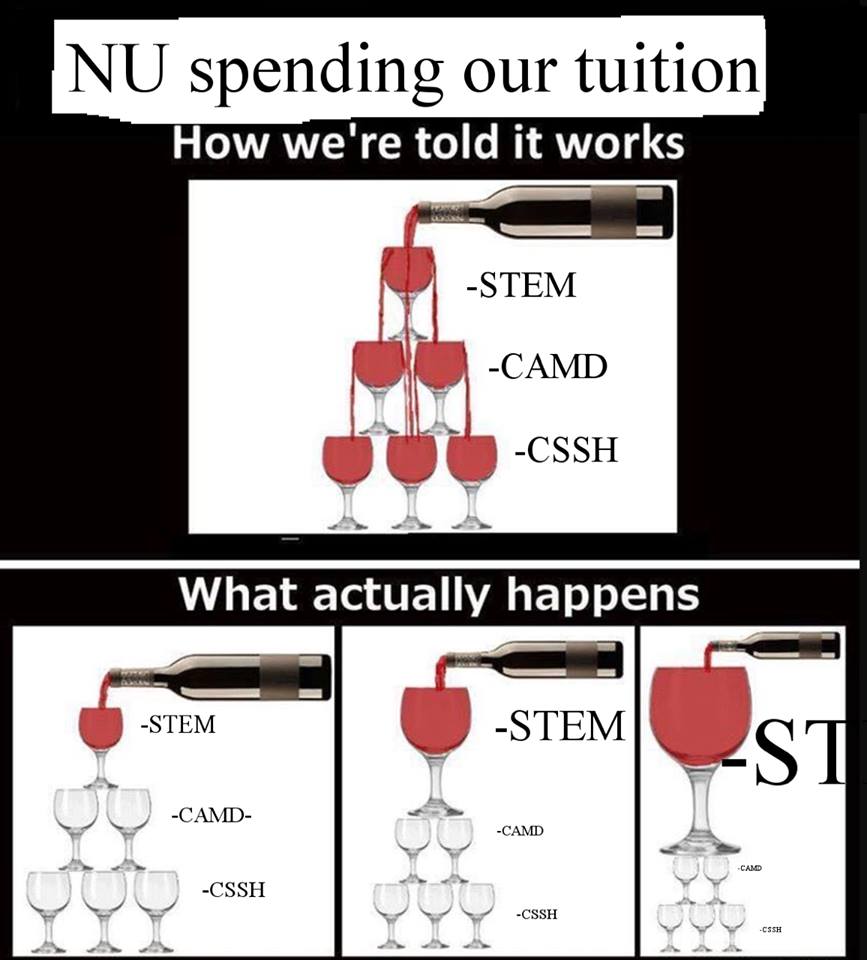 NU spending our tuition
How we're told it works
-STEM
-CAMD
-CSSH
What actually happens
-STEM
-CAMD-
-CSSH
-STEM
-CAMD
-CSSH
-ST
-CAMD
-CSSH